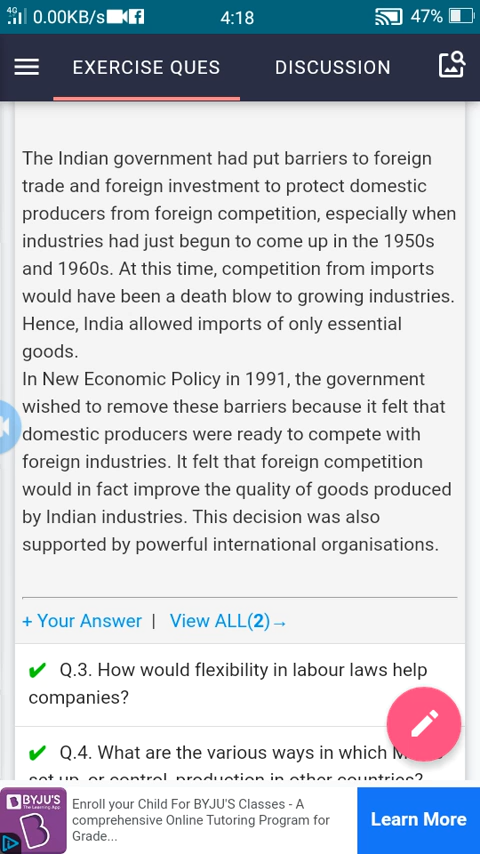 4G 0.00KB/s 4:18 47%
EXERCISE QUES DISCUSSION
The Indian government had put barriers to foreign
trade and foreign investment to protect domestic
producers from foreign competition, especially when
industries had just begun to come up in the 1950s
and 1960s. At this time, competition from imports
would have been a death blow to growing industries.
Hence, India allowed imports of only essential
goods.
In New Economic Policy in 1991, the government
wished to remove these barriers because it felt that
domestic producers were ready to compete with
foreign industries. It felt that foreign competition
would in fact improve the quality of goods produced
by Indian industries. This decision was also
supported by powerful international organisations.
+ Your Answer | View ALL(2)→
✔ Q.3. How would flexibility in labour laws help
companies?
✔ Q.4. What are the various ways in which
set up, or control, production in other countries?
BYJU'S
The Learning App
Enroll your Child For BYJU'S Classes - A
comprehensive Online Tutoring Program for
Grade...
Learn More